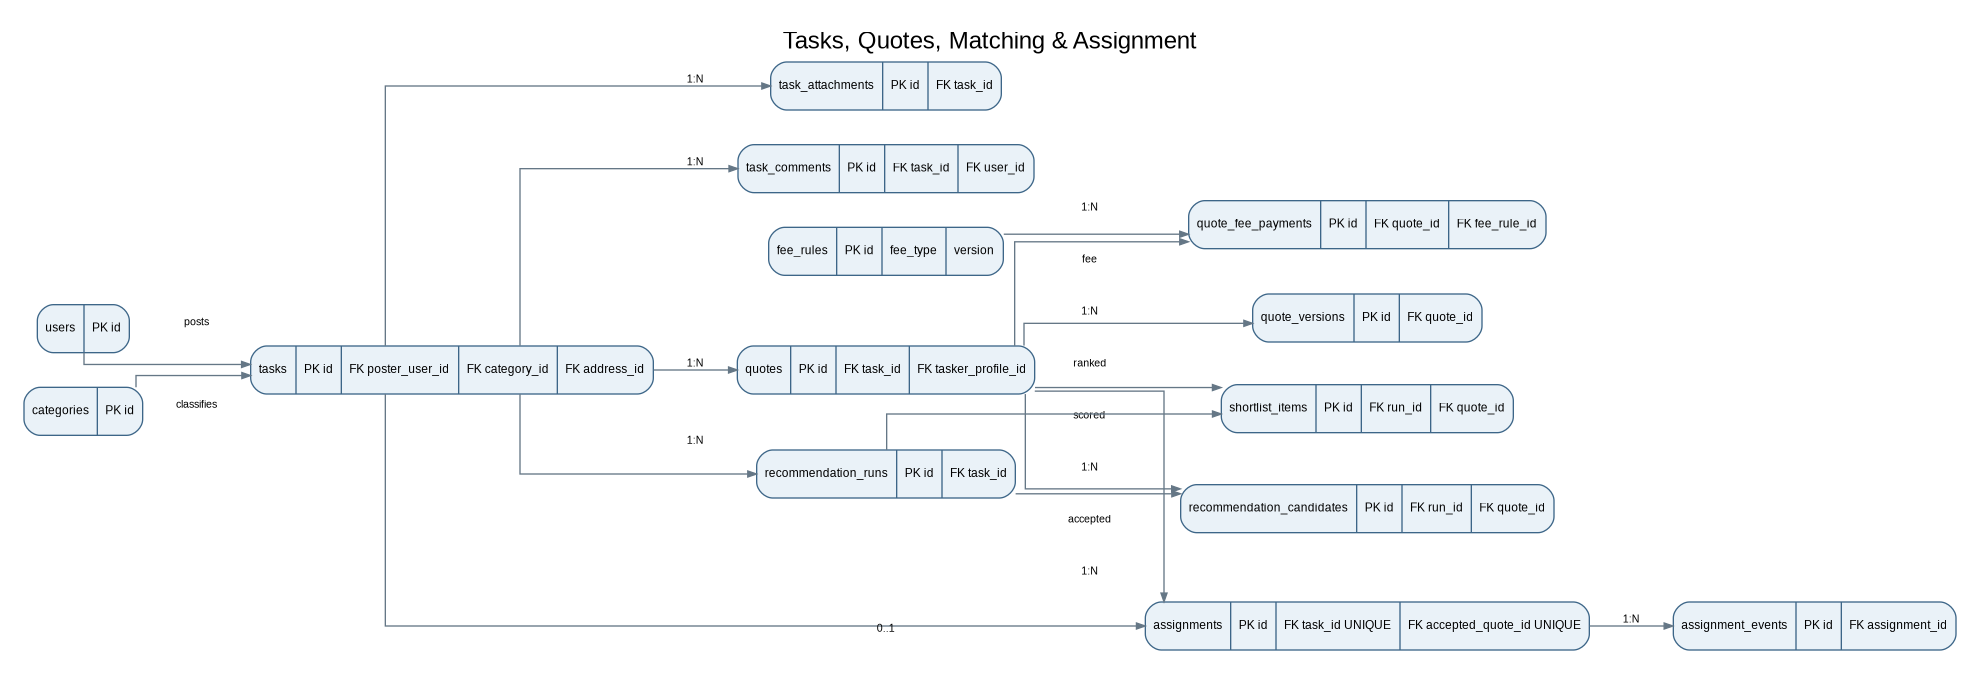 Tasks, Quotes, Matching & Assignment
1:N
task_attachments PK id FK task_id
1:N
task_comments PK id FK task_id FK user_id
1:N
quote_fee_payments PK id FK quote_id FK fee_rule_id
fee_rules PK id fee_type version
fee
users PK id
posts
1:N
quote_versions PK id FK quote_id
tasks PK id FK poster_user_id FK category_id FK address_id
1:N
quotes PK id FK task_id FK tasker_profile_id
ranked
categories PK id
classifies
shortlist_items PK id FK run_id FK quote_id
scored
1:N
recommendation_runs PK id FK task_id
1:N
recommendation_candidates PK id FK run_id FK quote_id
accepted
1:N
0..1
assignments PK id FK task_id UNIQUE FK accepted_quote_id UNIQUE
1:N
assignment_events PK id FK assignment_id